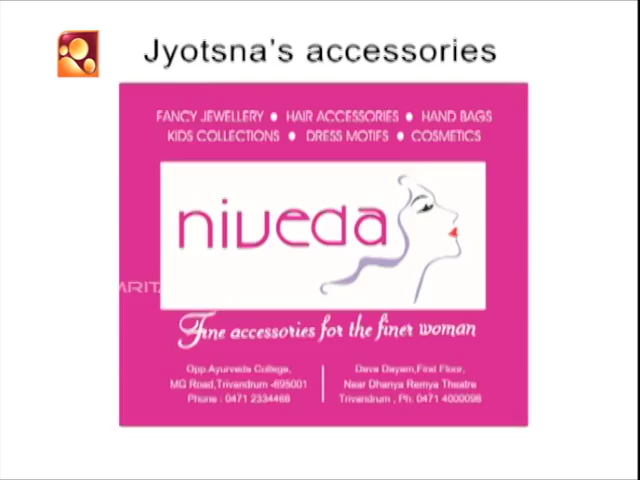 Jyotsna's accessories
FANCY JEWELLERY ● HAIR ACCESSORIES ● HAND BAGS
KIDS COLLECTIONS ● DRESS MOTIFS ● COSMETICS
niveda
Fine accessories for the finer woman
Opp.Ayurveda College,
MG Road,Trivandrum -695001
Phone : 0471 2334466
Deva Dayam,First Floor,
Near Dhanya Remya Theatre
Trivandrum , Ph: 0471 4000098